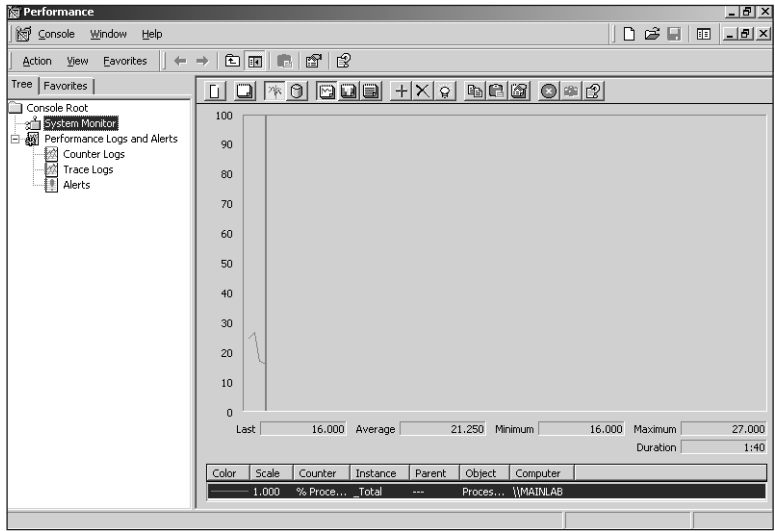 Performance
Console Window Help
Action View Favorites
Tree Favorites
Console Root
System Monitor
Performance Logs and Alerts
Counter Logs
Trace Logs
Alerts
100
90
80
70
60
50
40
30
20
10
0
Last 16.000 Average 21.250 Minimum 16.000 Maximum 27.000
Duration 1:40
Color Scale Counter Instance Parent Object Computer
1.000 % Proce... _Total --- Proces... \\MAINLAB